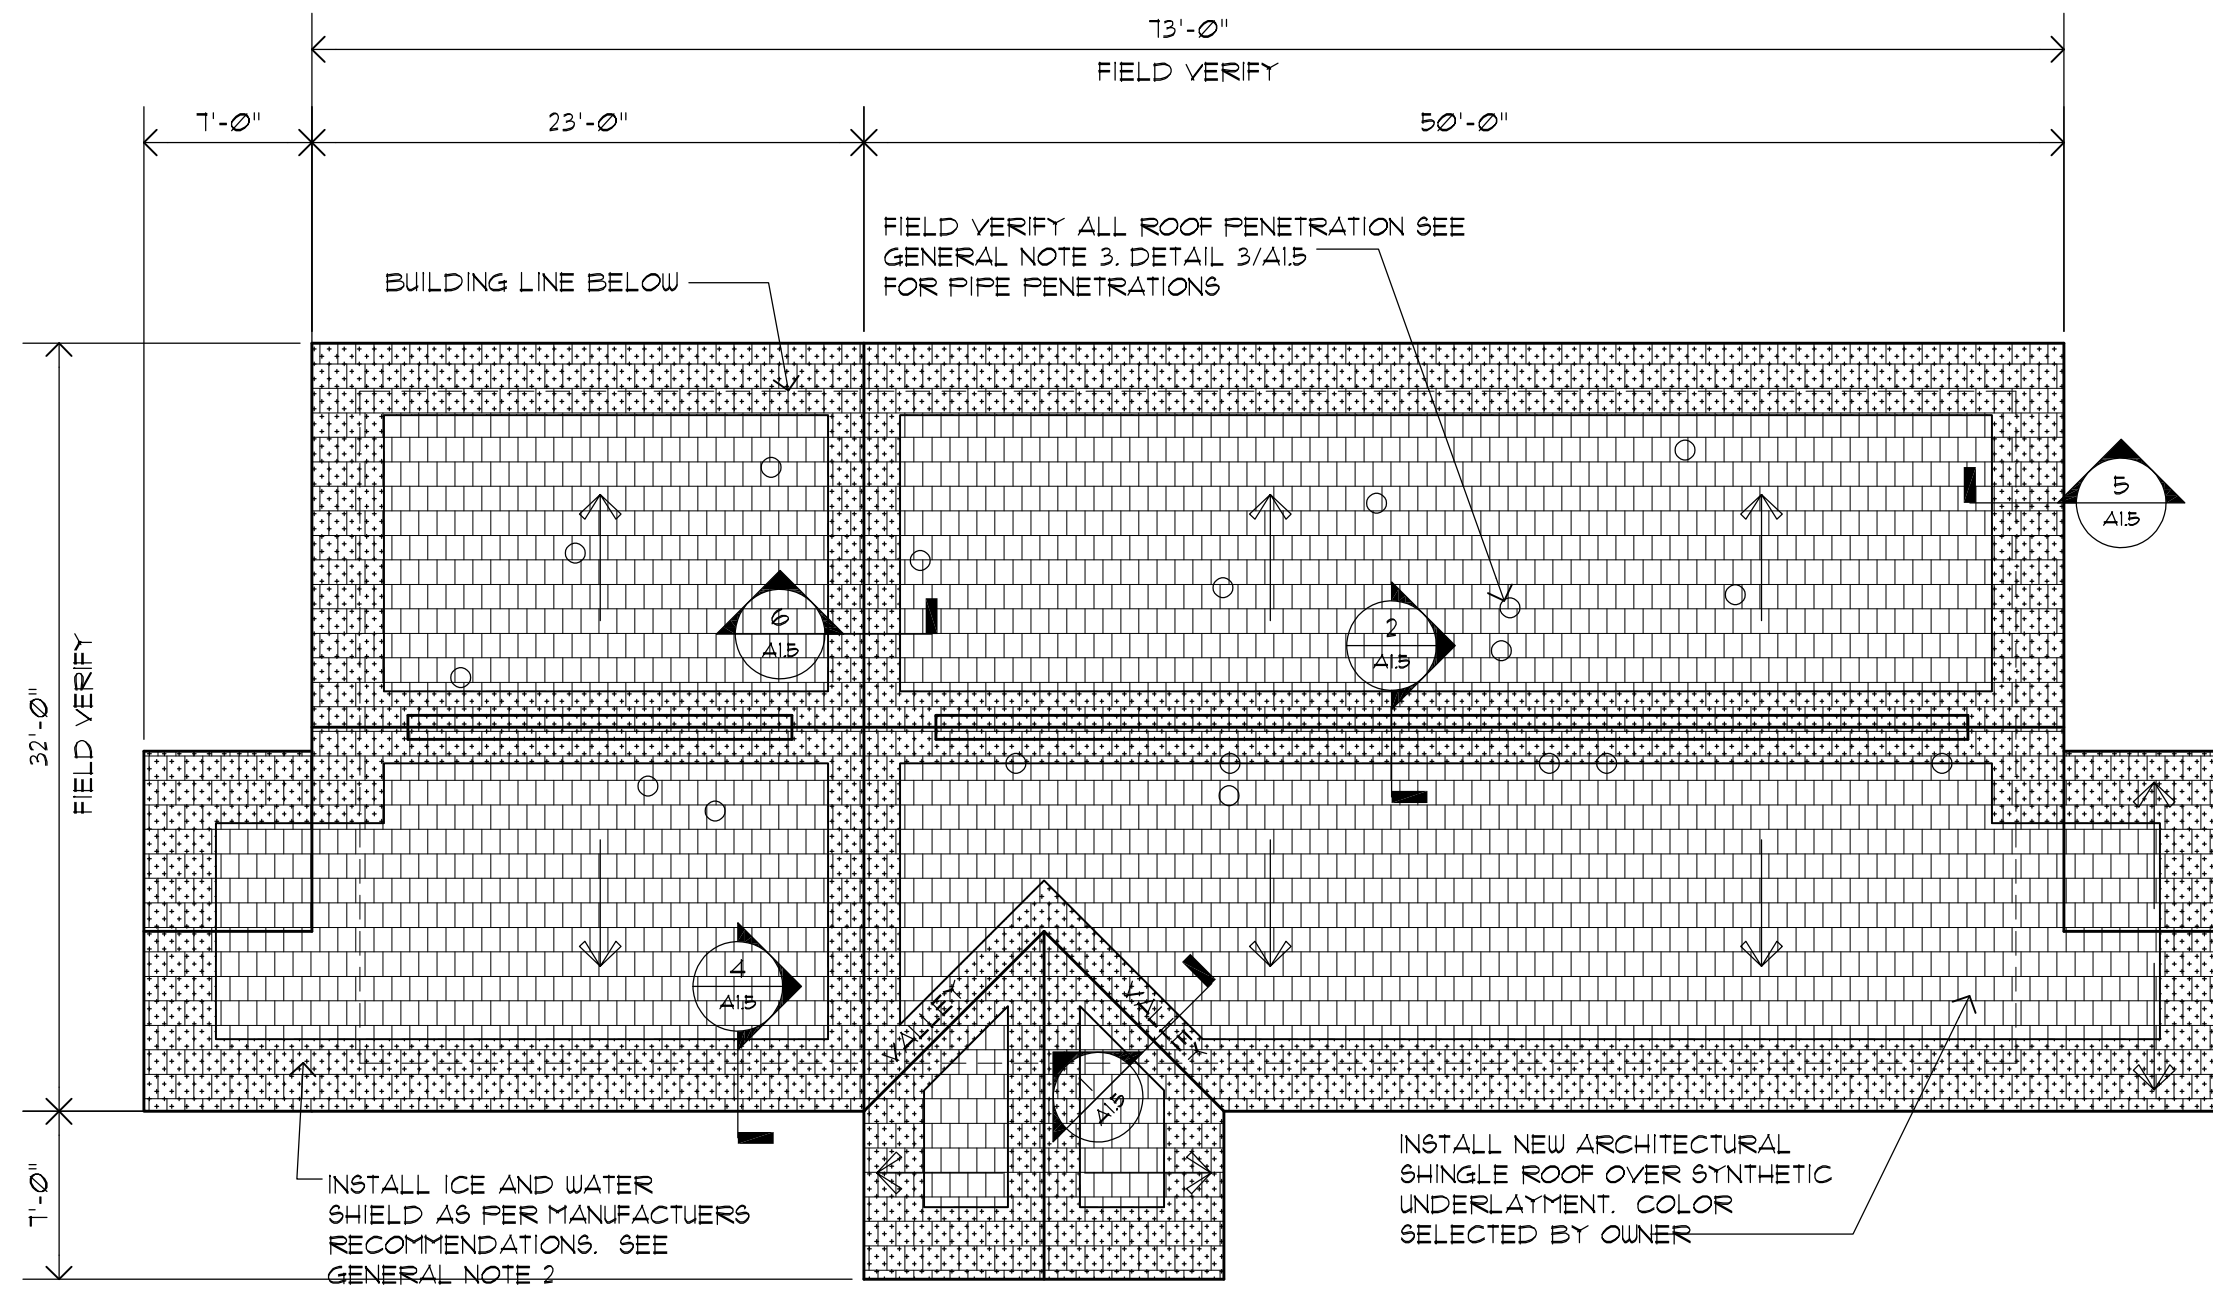 73'-0"
FIELD VERIFY
7'-0"
23'-0"
50'-0"
FIELD VERIFY ALL ROOF PENETRATION SEE
GENERAL NOTE 3. DETAIL 3/A1.5
FOR PIPE PENETRATIONS
BUILDING LINE BELOW
5
A1.5
6
A1.5
2
A1.5
32'-0"
FIELD VERIFY
4
A1.5
VALLEY
VALLEY
1
A1.5
7'-0"
INSTALL ICE AND WATER
SHIELD AS PER MANUFACTUERS
RECOMMENDATIONS. SEE
GENERAL NOTE 2
INSTALL NEW ARCHITECTURAL
SHINGLE ROOF OVER SYNTHETIC
UNDERLAYMENT. COLOR
SELECTED BY OWNER